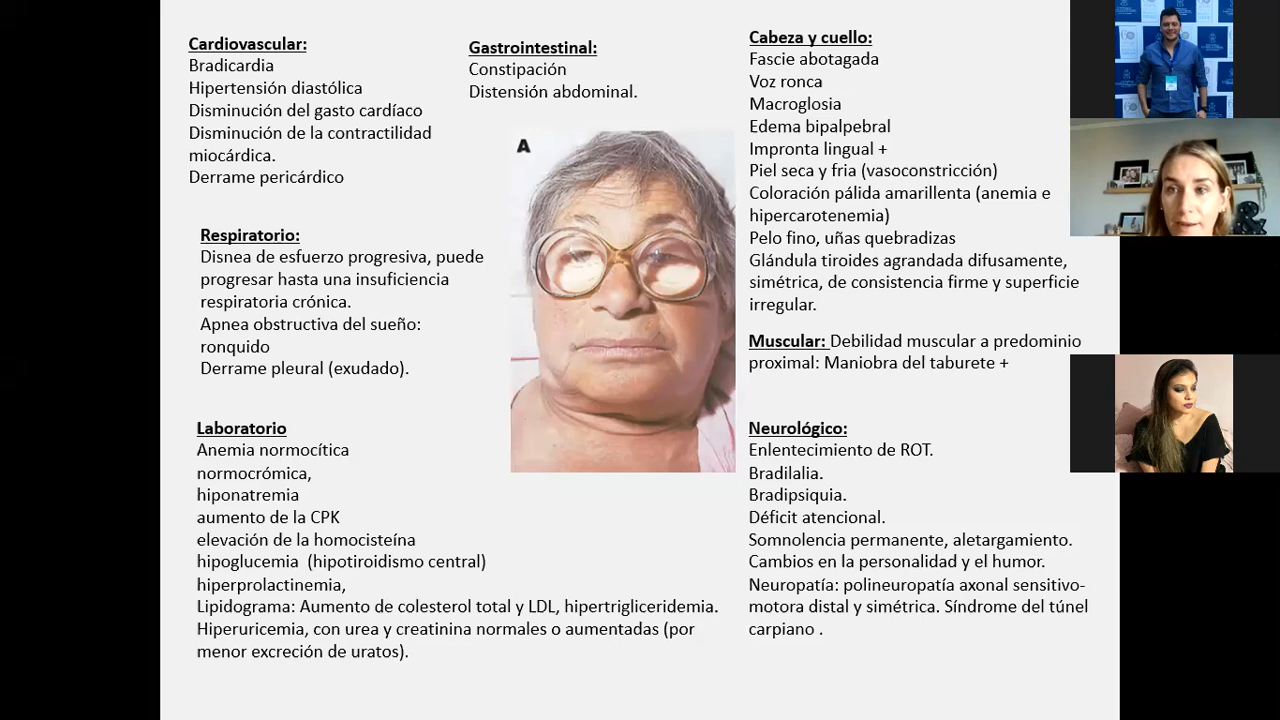 Cardiovascular:
Bradicardia
Hipertensión diastólica
Disminución del gasto cardíaco
Disminución de la contractilidad
miocárdica.
Derrame pericárdico
Respiratorio:
Disnea de esfuerzo progresiva, puede
progresar hasta una insuficiencia
respiratoria crónica.
Apnea obstructiva del sueño:
ronquido
Derrame pleural (exudado).
Gastrointestinal:
Constipación
Distensión abdominal.
A
Cabeza y cuello:
Fascie abotagada
Voz ronca
Macroglosia
Edema bipalpebral
Impronta lingual +
Piel seca y fria (vasoconstricción)
Coloración pálida amarillenta (anemia e
hipercarotenemia)
Pelo fino, uñas quebradizas
Glándula tiroides agrandada difusamente,
simétrica, de consistencia firme y superficie
irregular.
Muscular: Debilidad muscular a predominio
proximal: Maniobra del taburete +
Laboratorio
Anemia normocítica
normocrómica,
hiponatremia
aumento de la CPK
elevación de la homocisteína
hipoglucemia (hipotiroidismo central)
hiperprolactinemia,
Lipidograma: Aumento de colesterol total y LDL, hipertrigliceridemia.
Hiperuricemia, con urea y creatinina normales o aumentadas (por
menor excreción de uratos).
Neurológico:
Enlentecimiento de ROT.
Bradilalia.
Bradipsiquia.
Déficit atencional.
Somnolencia permanente, aletargamiento.
Cambios en la personalidad y el humor.
Neuropatía: polineuropatía axonal sensitivo-
motora distal y simétrica. Síndrome del túnel
carpiano .